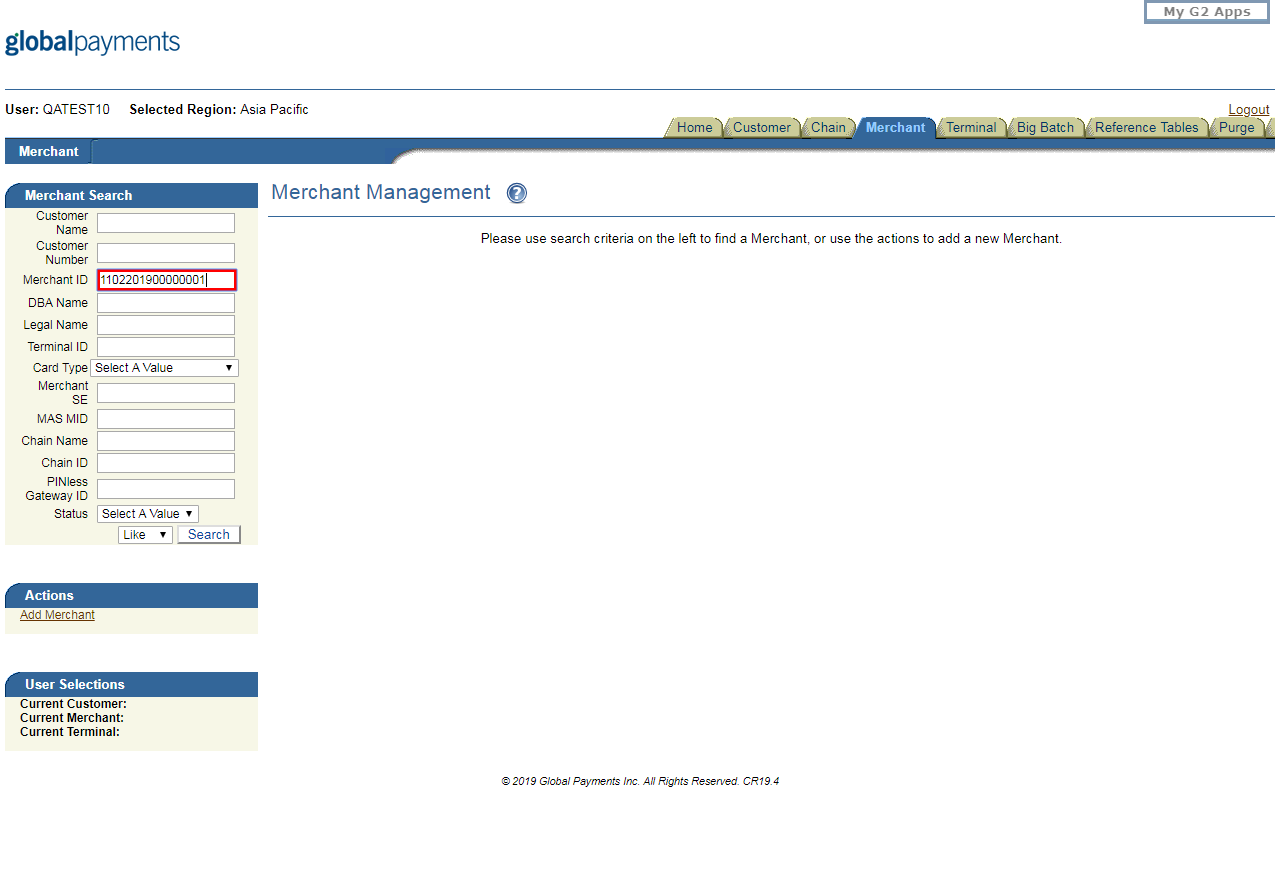 My G2 Apps
globalpayments
User: QATEST10 Selected Region: Asia Pacific
Logout
Home Customer Chain Merchant Terminal Big Batch Reference Tables Purge
Merchant
Merchant Search
Customer Name
Customer Number
Merchant ID 1102201900000001
DBA Name
Legal Name
Terminal ID
Card Type Select A Value
Merchant SE
MAS MID
Chain Name
Chain ID
PINless Gateway ID
Status Select A Value
Like Search
Actions
Add Merchant
User Selections
Current Customer:
Current Merchant:
Current Terminal:
Merchant Management ?
Please use search criteria on the left to find a Merchant, or use the actions to add a new Merchant.
© 2019 Global Payments Inc. All Rights Reserved. CR19.4